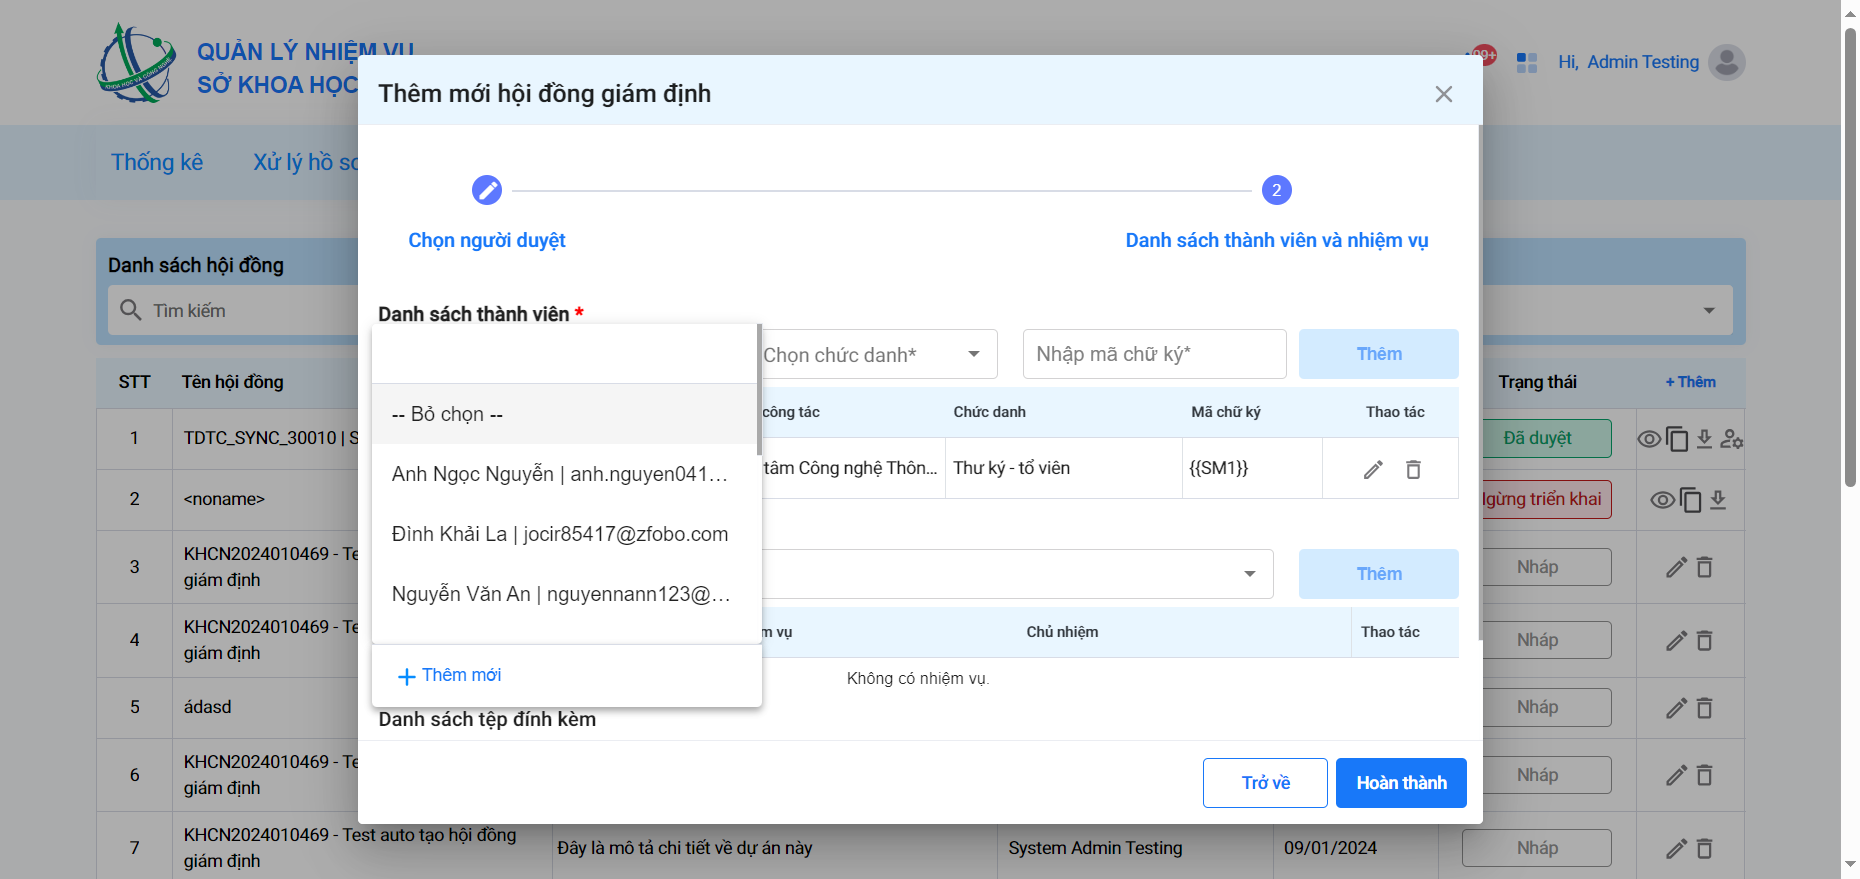 QUẢN LÝ NHIỆM VỤ
SỞ KHOA HỌC
KHOA HỌC VÀ CÔNG NGHỆ
99+
Hi, Admin Testing
Thống kê
Xử lý hồ sơ
Thêm mới hội đồng giám định
2
Chọn người duyệt
Danh sách thành viên và nhiệm vụ
Danh sách hội đồng
Tìm kiếm
Danh sách thành viên *
Chọn chức danh*
Nhập mã chữ ký*
Thêm
-- Bỏ chọn --
Anh Ngọc Nguyễn | anh.nguyen041...
Đình Khải La | jocir85417@zfobo.com
Nguyễn Văn An | nguyennann123@...
Thêm mới
công tác
Chức danh
Mã chữ ký
Thao tác
tâm Công nghệ Thôn...
Thư ký - tổ viên
{{SM1}}
Thêm
vụ
Chủ nhiệm
Thao tác
Không có nhiệm vụ.
Danh sách tệp đính kèm
Trở về
Hoàn thành
STT
Tên hội đồng
Trạng thái
+ Thêm
1
TDTC_SYNC_30010 | S
Đã duyệt
2
<noname>
Ngừng triển khai
3
KHCN2024010469 - Te
giám định
Nháp
4
KHCN2024010469 - Te
giám định
Nháp
5
ádasd
Nháp
6
KHCN2024010469 - Te
giám định
Nháp
7
KHCN2024010469 - Test auto tạo hội đồng
giám định
Đây là mô tả chi tiết về dự án này
System Admin Testing
09/01/2024
Nháp